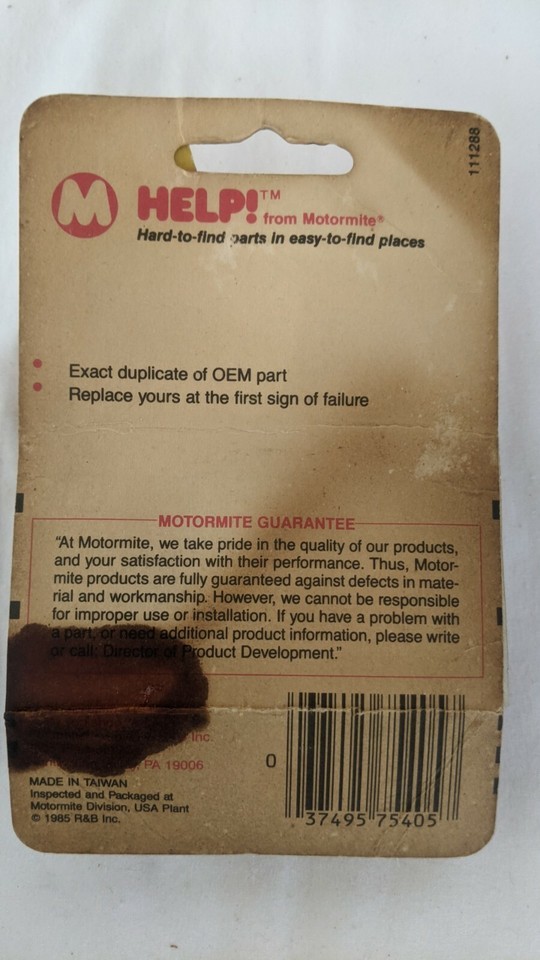 111288
M HELP!™ from Motormite®
Hard-to-find parts in easy-to-find places
Exact duplicate of OEM part
Replace yours at the first sign of failure
MOTORMITE GUARANTEE
“At Motormite, we take pride in the quality of our products,
and your satisfaction with their performance. Thus, Motor-
mite products are fully guaranteed against defects in mate-
rial and workmanship. However, we cannot be responsible
for improper use or installation. If you have a problem with
a part, or need additional product information, please write
or call: Director of Product Development.”
Inc.
PA 19006
MADE IN TAIWAN
Inspected and Packaged at
Motormite Division, USA Plant
© 1985 R&B Inc.
0 37495 75405